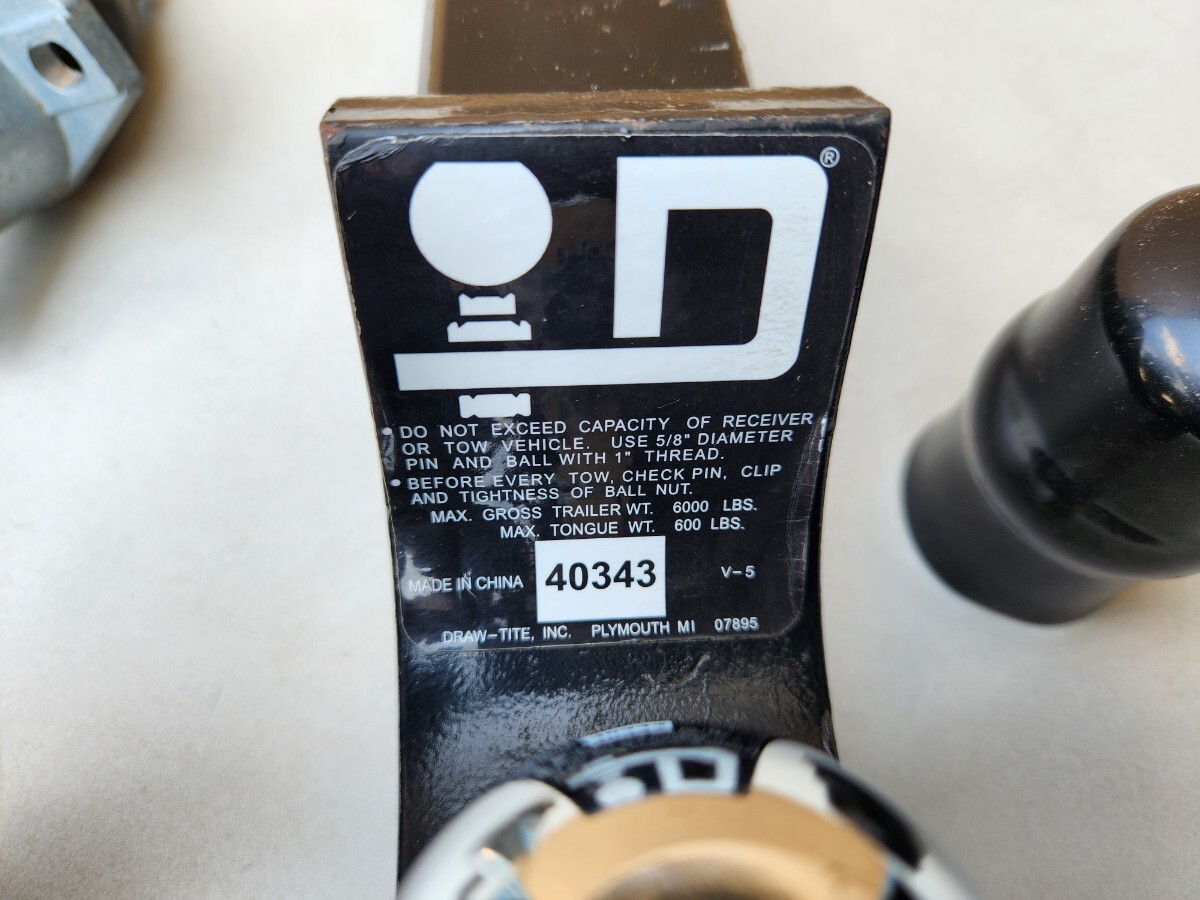 ®
• DO NOT EXCEED CAPACITY OF RECEIVER
OR TOW VEHICLE. USE 5/8" DIAMETER
PIN AND BALL WITH 1" THREAD.
• BEFORE EVERY TOW, CHECK PIN, CLIP
AND TIGHTNESS OF BALL NUT.
MAX. GROSS TRAILER WT. 6000 LBS.
MAX. TONGUE WT. 600 LBS.
MADE IN CHINA 40343 V-5
DRAW-TITE, INC. PLYMOUTH MI 07895